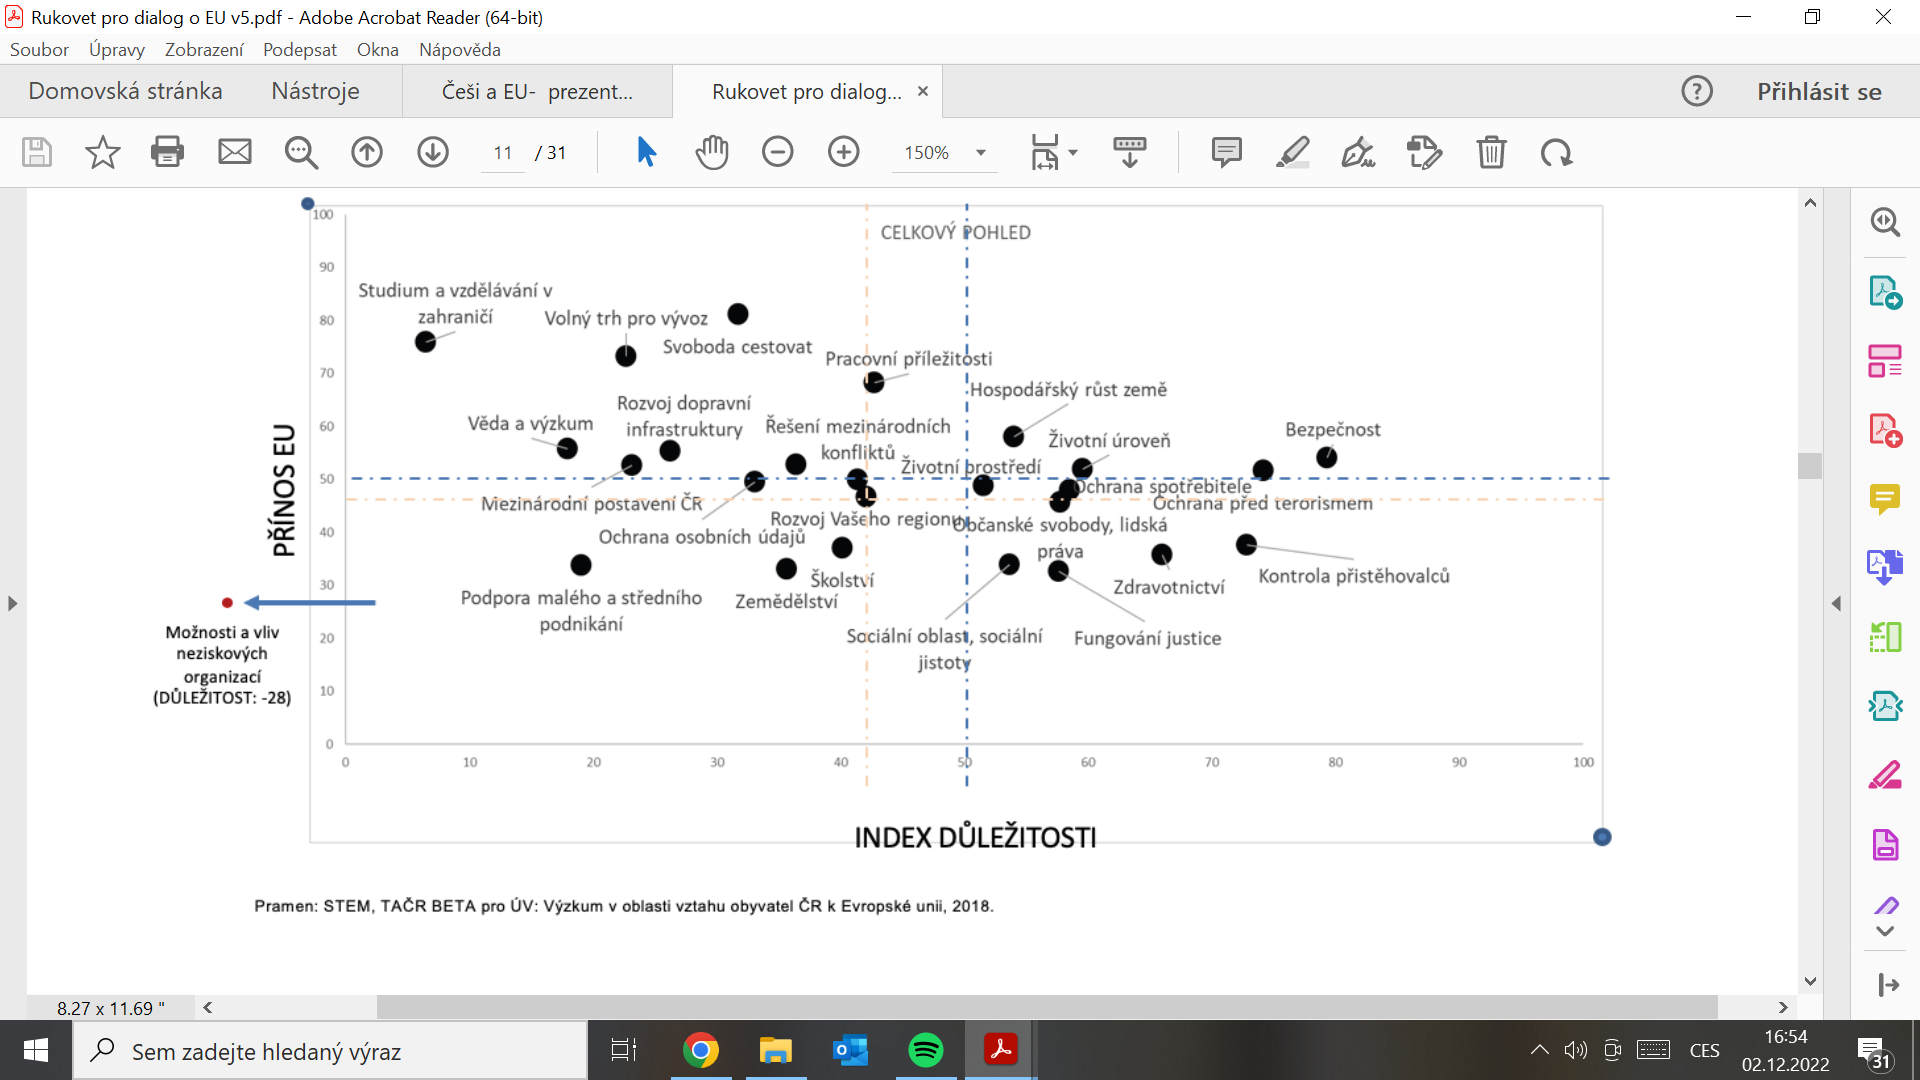 Rukovet pro dialog o EU v5.pdf - Adobe Acrobat Reader (64-bit)
Soubor Úpravy Zobrazení Podepsat Okna Nápověda
Domovská stránka Nástroje Češi a EU- prezent... Rukovet pro dialog... × Přihlásit se
11 / 31 150%
CELKOVÝ POHLED
100
90
80
70
60
50
40
30
20
10
0
PŘÍNOS EU
Studium a vzdělávání v
zahraničí
Volný trh pro vývoz
Svoboda cestovat
Pracovní příležitosti
Hospodářský růst země
Věda a výzkum
Rozvoj dopravní
infrastruktury
Řešení mezinárodních
konfliktů
Životní úroveň
Bezpečnost
Životní prostředí
Ochrana spotřebitele
Ochrana před terorismem
Mezinárodní postavení ČR
Rozvoj Vašeho regionu
Občanské svobody, lidská
práva
Ochrana osobních údajů
Školství
Zemědělství
Podpora malého a středního
podnikání
Zdravotnictví
Kontrola přistěhovalců
Sociální oblast, sociální
jistoty
Fungování justice
Možnosti a vliv
neziskových
organizací
(DŮLEŽITOST: -28)
0 10 20 30 40 50 60 70 80 90 100
INDEX DŮLEŽITOSTI
Pramen: STEM, TAČR BETA pro ÚV: Výzkum v oblasti vztahu obyvatel ČR k Evropské unii, 2018.
8.27 x 11.69 "
Sem zadejte hledaný výraz
CES
16:54
02.12.2022
31